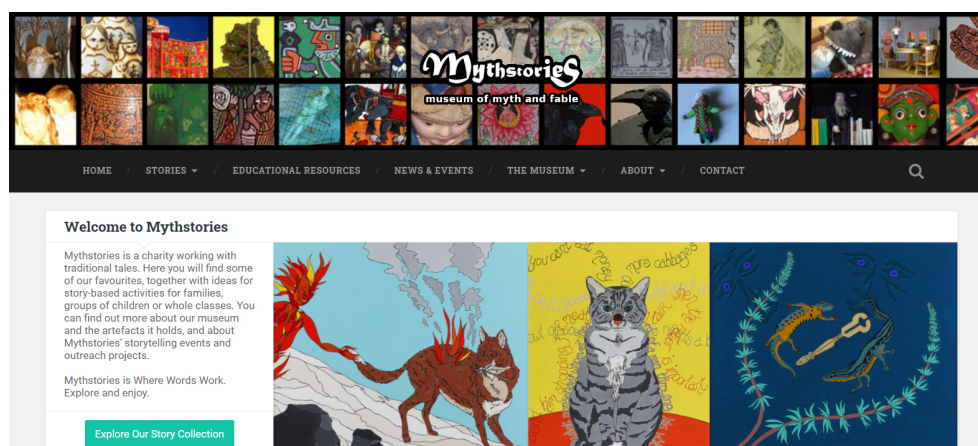 Mythstories
museum of myth and fable
HOME / STORIES / EDUCATIONAL RESOURCES / NEWS & EVENTS / THE MUSEUM / ABOUT / CONTACT
Welcome to Mythstories
Mythstories is a charity working with
traditional tales. Here you will find some
of our favourites, together with ideas for
story-based activities for families,
groups of children or whole classes. You
can find out more about our museum
and the artefacts it holds, and about
Mythstories' storytelling events and
outreach projects.
Mythstories is Where Words Work.
Explore and enjoy.
Explore Our Story Collection
you can't eat money
no more cabbages
important